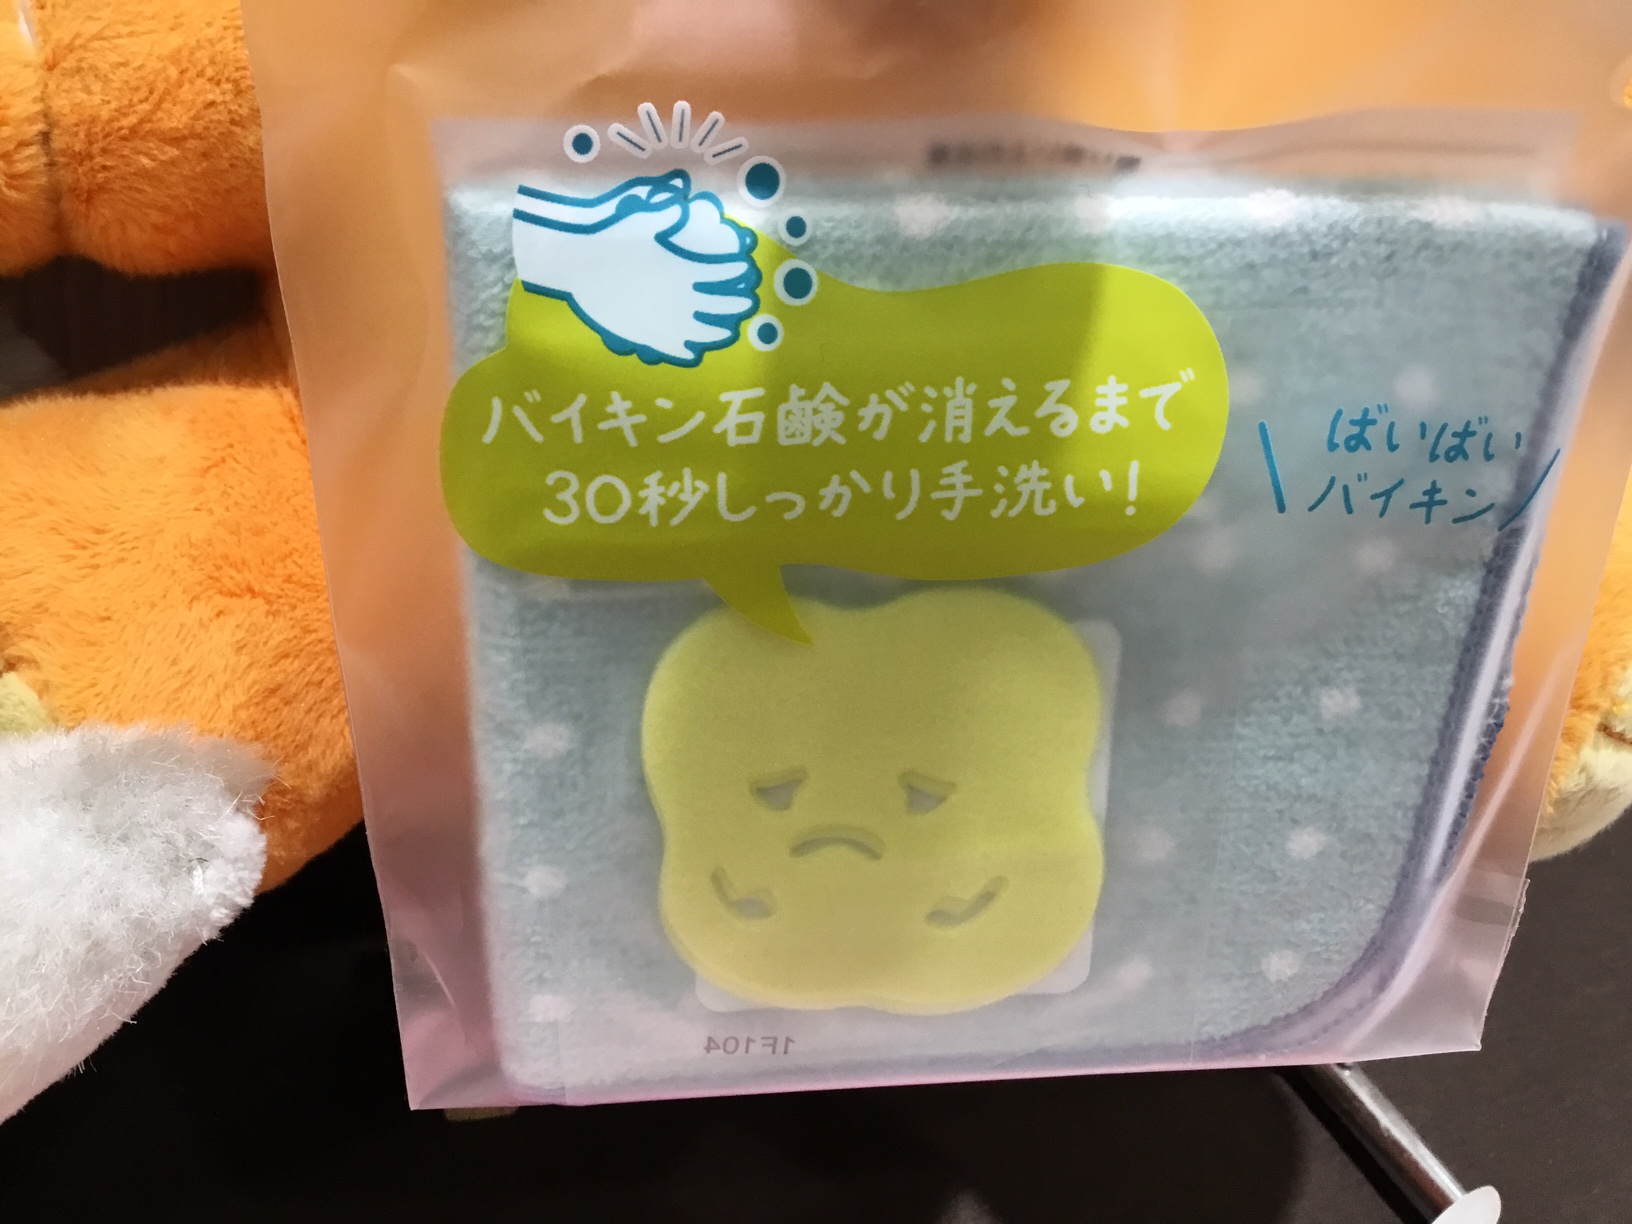 バイキン石鹸が消えるまで
30秒しっかり手洗い!
ばいばい
バイキン
1F104